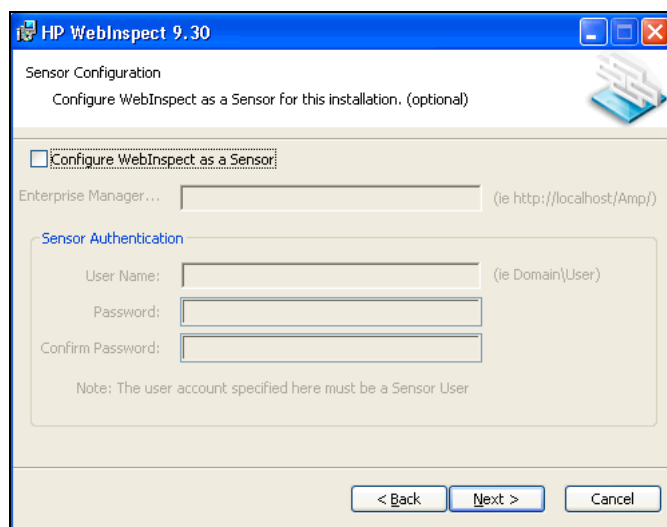 HP WebInspect 9.30
Sensor Configuration
Configure WebInspect as a Sensor for this installation. (optional)
Configure WebInspect as a Sensor
Enterprise Manager... (ie http://localhost/Amp/)
Sensor Authentication
User Name: (ie Domain\User)
Password:
Confirm Password:
Note: The user account specified here must be a Sensor User
< Back Next > Cancel